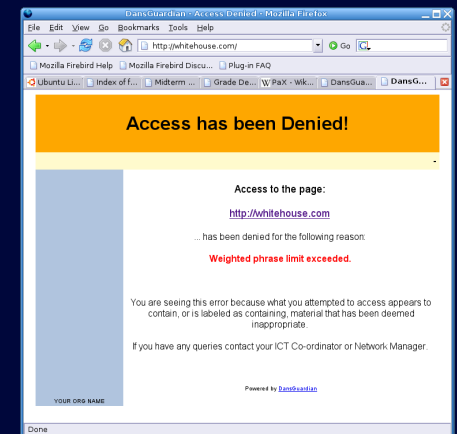 DansGuardian - Access Denied - Mozilla Firefox
File Edit View Go Bookmarks Tools Help
http://whitehouse.com/ Go G
Mozilla Firebird Help Mozilla Firebird Discu... Plug-in FAQ
Ubuntu Li... Index of f... Midterm ... Grade De... W PaX - Wik... DansGua... DansG...
Access has been Denied!
-
Access to the page:
http://whitehouse.com
... has been denied for the following reason:
Weighted phrase limit exceeded.
You are seeing this error because what you attempted to access appears to
contain, or is labeled as containing, material that has been deemed
inappropriate.
If you have any queries contact your ICT Co-ordinator or Network Manager.
Powered by DansGuardian
YOUR ORG NAME
Done